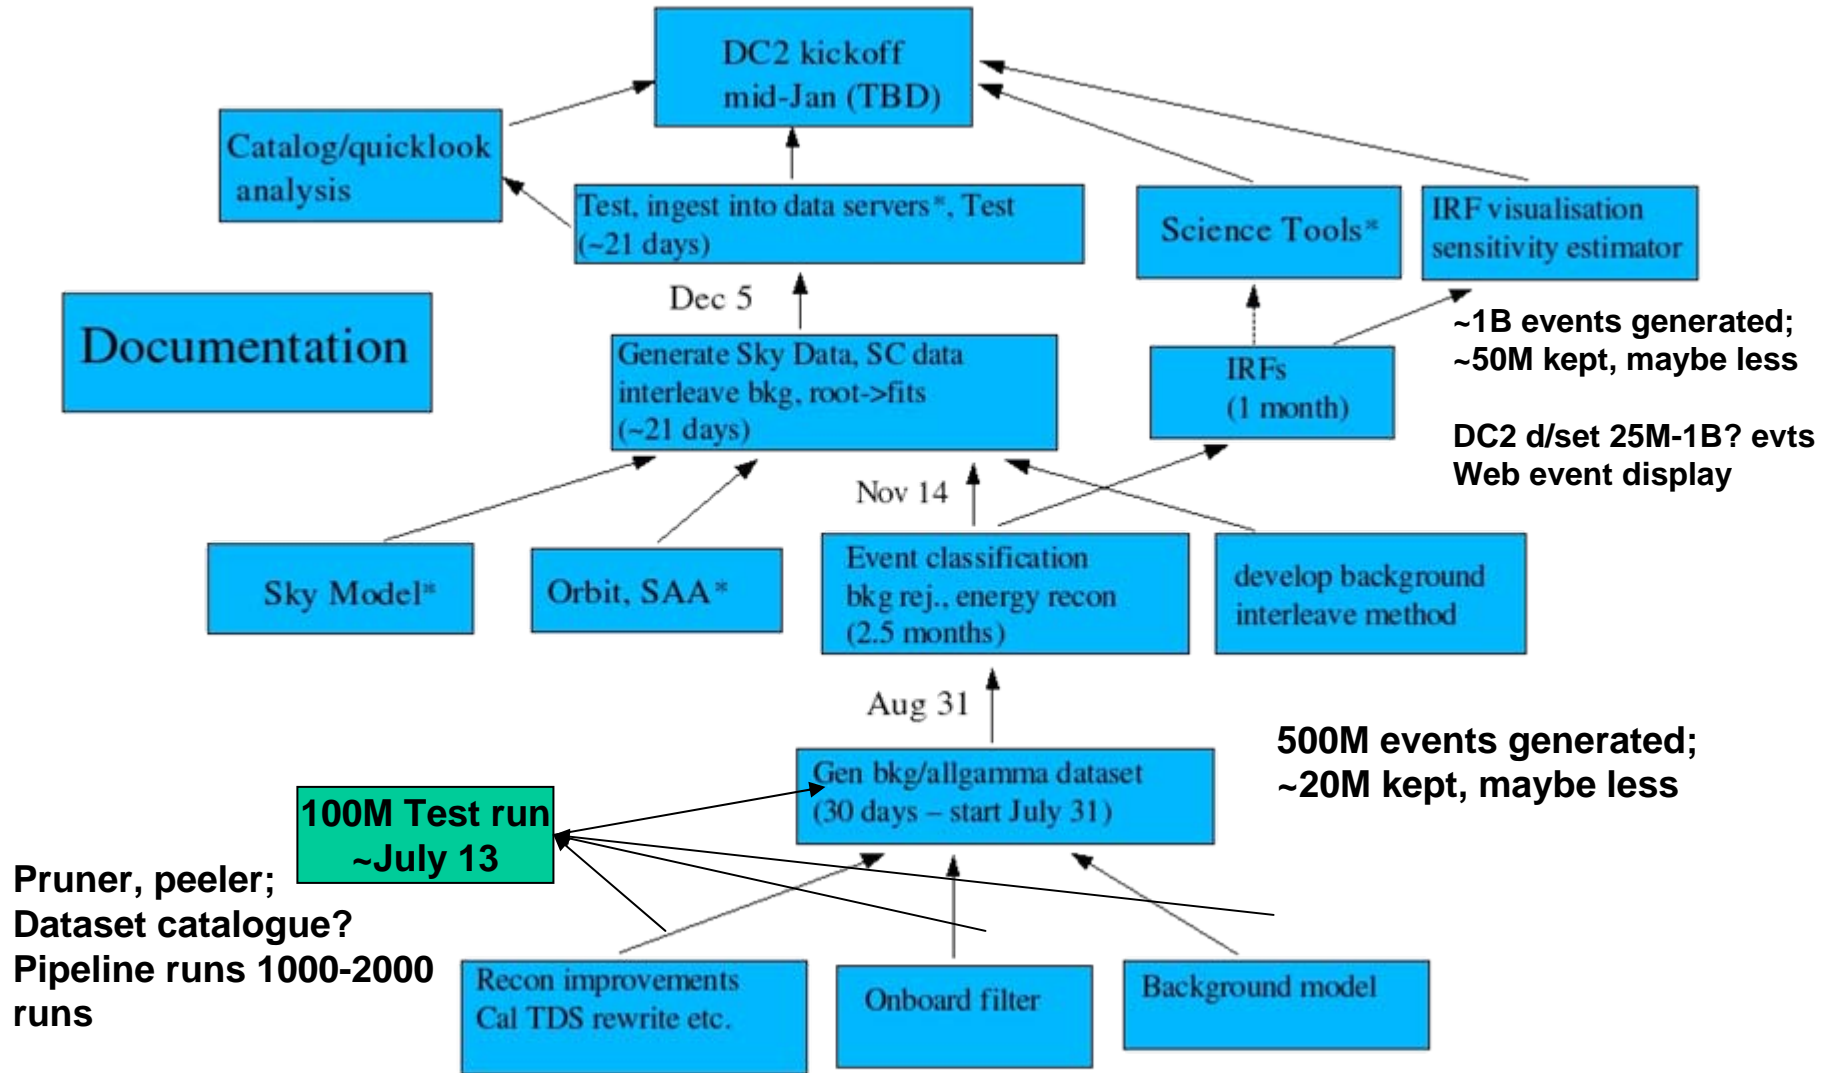 DC2 kickoff
mid-Jan (TBD)
Catalog/quicklook
analysis
Test, ingest into data servers*, Test
(~21 days)
Science Tools*
IRF visualisation
sensitivity estimator
Dec 5
Documentation
~1B events generated;
~50M kept, maybe less
Generate Sky Data, SC data
interleave bkg, root->fits
(~21 days)
IRFs
(1 month)
DC2 d/set 25M-1B? evts
Web event display
Nov 14
Sky Model*
Orbit, SAA*
Event classification
bkg rej., energy recon
(2.5 months)
develop background
interleave method
Aug 31
500M events generated;
~20M kept, maybe less
Gen bkg/allgamma dataset
(30 days – start July 31)
100M Test run
~July 13
Pruner, peeler;
Dataset catalogue?
Pipeline runs 1000-2000
runs
Recon improvements
Cal TDS rewrite etc.
Onboard filter
Background model